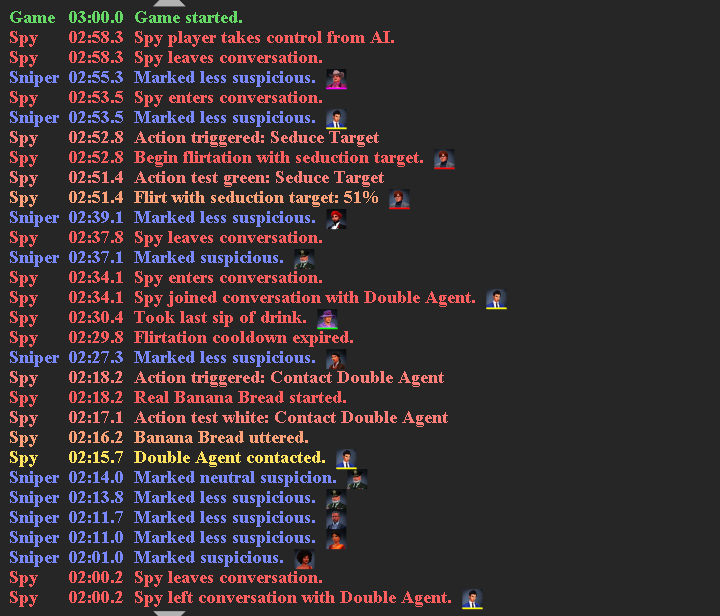 Game 03:00.0 Game started.
Spy 02:58.3 Spy player takes control from AI.
Spy 02:58.3 Spy leaves conversation.
Sniper 02:55.3 Marked less suspicious.
Spy 02:53.5 Spy enters conversation.
Sniper 02:53.5 Marked less suspicious.
Spy 02:52.8 Action triggered: Seduce Target
Spy 02:52.8 Begin flirtation with seduction target.
Spy 02:51.4 Action test green: Seduce Target
Spy 02:51.4 Flirt with seduction target: 51%
Sniper 02:39.1 Marked less suspicious.
Spy 02:37.8 Spy leaves conversation.
Sniper 02:37.1 Marked suspicious.
Spy 02:34.1 Spy enters conversation.
Spy 02:34.1 Spy joined conversation with Double Agent.
Spy 02:30.4 Took last sip of drink.
Spy 02:29.8 Flirtation cooldown expired.
Sniper 02:27.3 Marked less suspicious.
Spy 02:18.2 Action triggered: Contact Double Agent
Spy 02:18.2 Real Banana Bread started.
Spy 02:17.1 Action test white: Contact Double Agent
Spy 02:16.2 Banana Bread uttered.
Spy 02:15.7 Double Agent contacted.
Sniper 02:14.0 Marked neutral suspicion.
Sniper 02:13.8 Marked less suspicious.
Sniper 02:11.7 Marked less suspicious.
Sniper 02:11.0 Marked less suspicious.
Sniper 02:01.0 Marked suspicious.
Spy 02:00.2 Spy leaves conversation.
Spy 02:00.2 Spy left conversation with Double Agent.